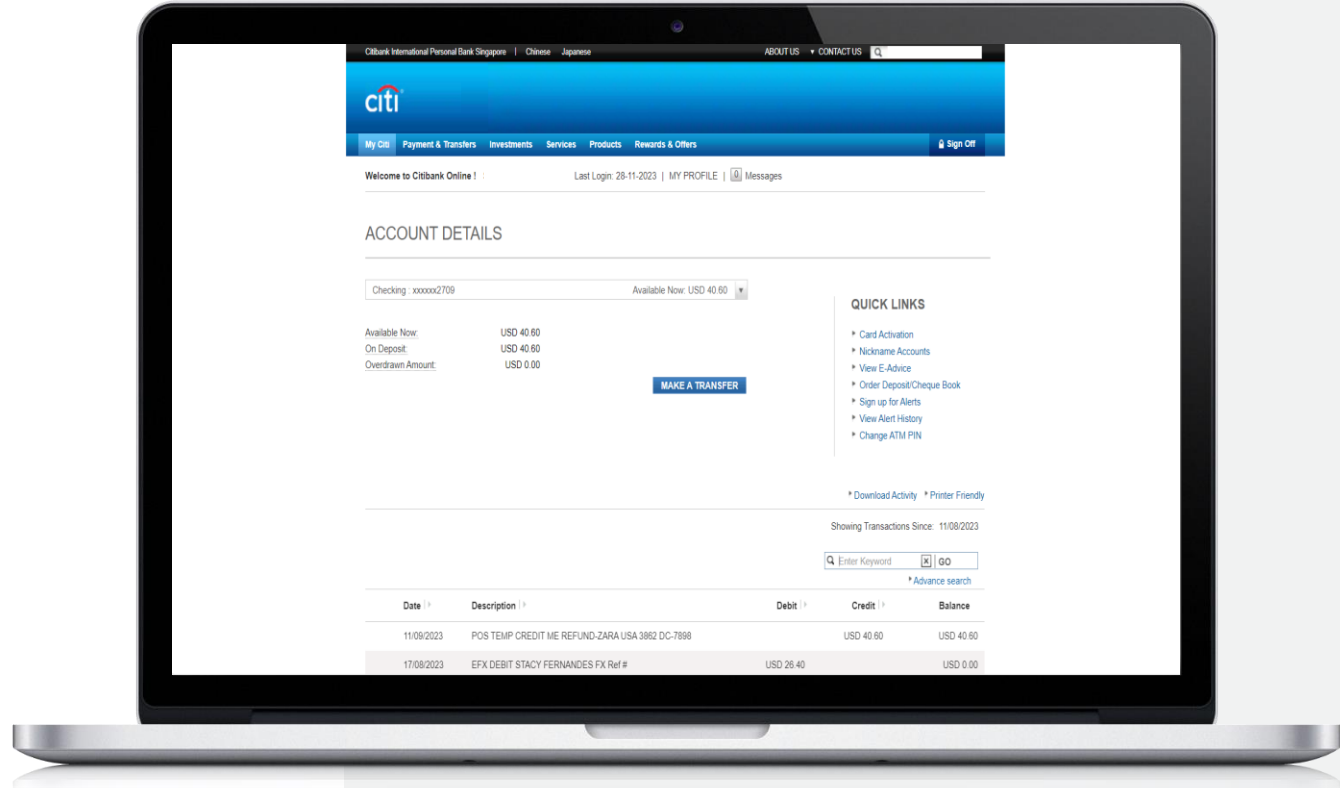 Citibank International Personal Bank Singapore | Chinese Japanese ABOUT US CONTACT US
citi
My Citi Payment & Transfers Investments Services Products Rewards & Offers Sign Off
Welcome to Citibank Online ! Last Login: 28-11-2023 | MY PROFILE | 0 Messages
ACCOUNT DETAILS
Checking : xxxxxx2709 Available Now: USD 40.60
Available Now: USD 40.60
On Deposit: USD 40.60
Overdrawn Amount: USD 0.00
MAKE A TRANSFER
QUICK LINKS
Card Activation
Nickname Accounts
View E-Advice
Order Deposit/Cheque Book
Sign up for Alerts
View Alert History
Change ATM PIN
Download Activity Printer Friendly
Showing Transactions Since: 11/08/2023
Enter Keyword X GO
Advance search
Date Description Debit Credit Balance
11/09/2023 POS TEMP CREDIT ME REFUND-ZARA USA 3862 DC-7898 USD 40.60 USD 40.60
17/08/2023 EFX DEBIT STACY FERNANDES FX Ref # USD 26.40 USD 0.00